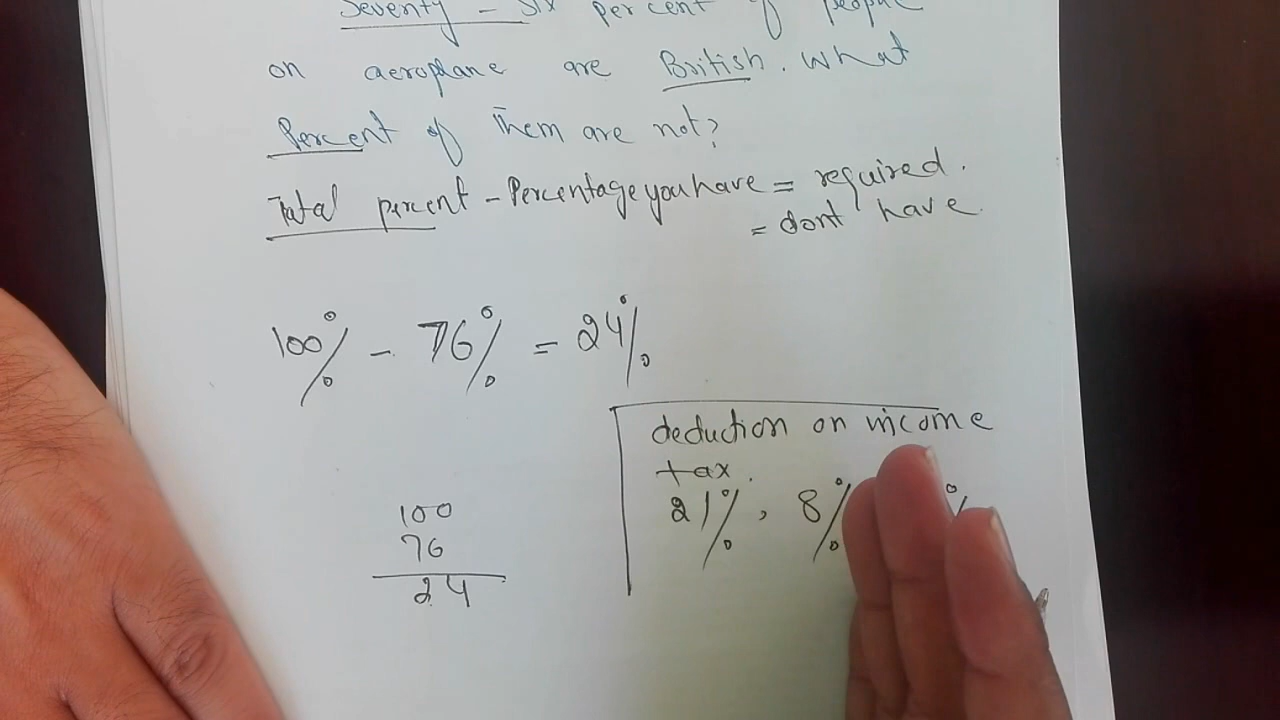 Seventy - six percent of people
on aeroplane are British. What
Percent of them are not?
Total percent - Percentage you have = required.
= dont have.
100% - 76% = 24%
deduction on income
tax.
21%, 8% %
100
76
24